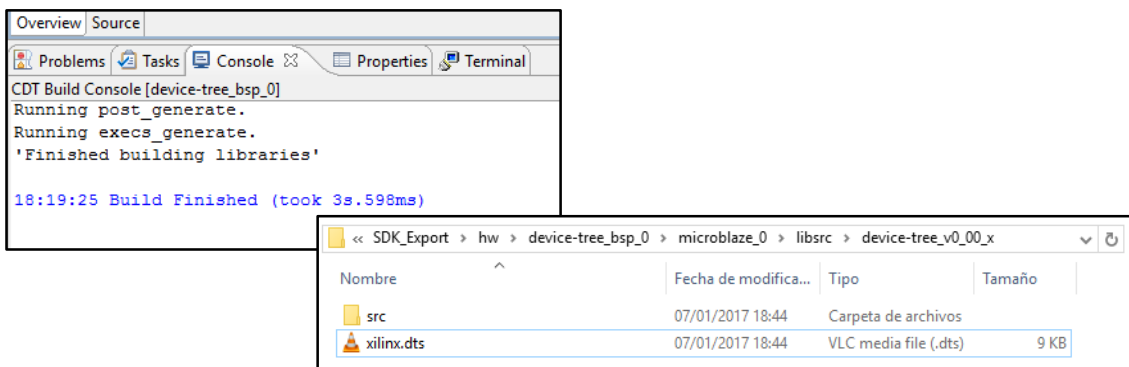 Overview Source
Problems Tasks Console Properties Terminal
CDT Build Console [device-tree_bsp_0]
Running post_generate.
Running execs_generate.
'Finished building libraries'
18:19:25 Build Finished (took 3s.598ms)
« SDK_Export > hw > device-tree_bsp_0 > microblaze_0 > libsrc > device-tree_v0_00_x
Nombre Fecha de modifica... Tipo Tamaño
src 07/01/2017 18:44 Carpeta de archivos
xilinx.dts 07/01/2017 18:44 VLC media file (.dts) 9 KB